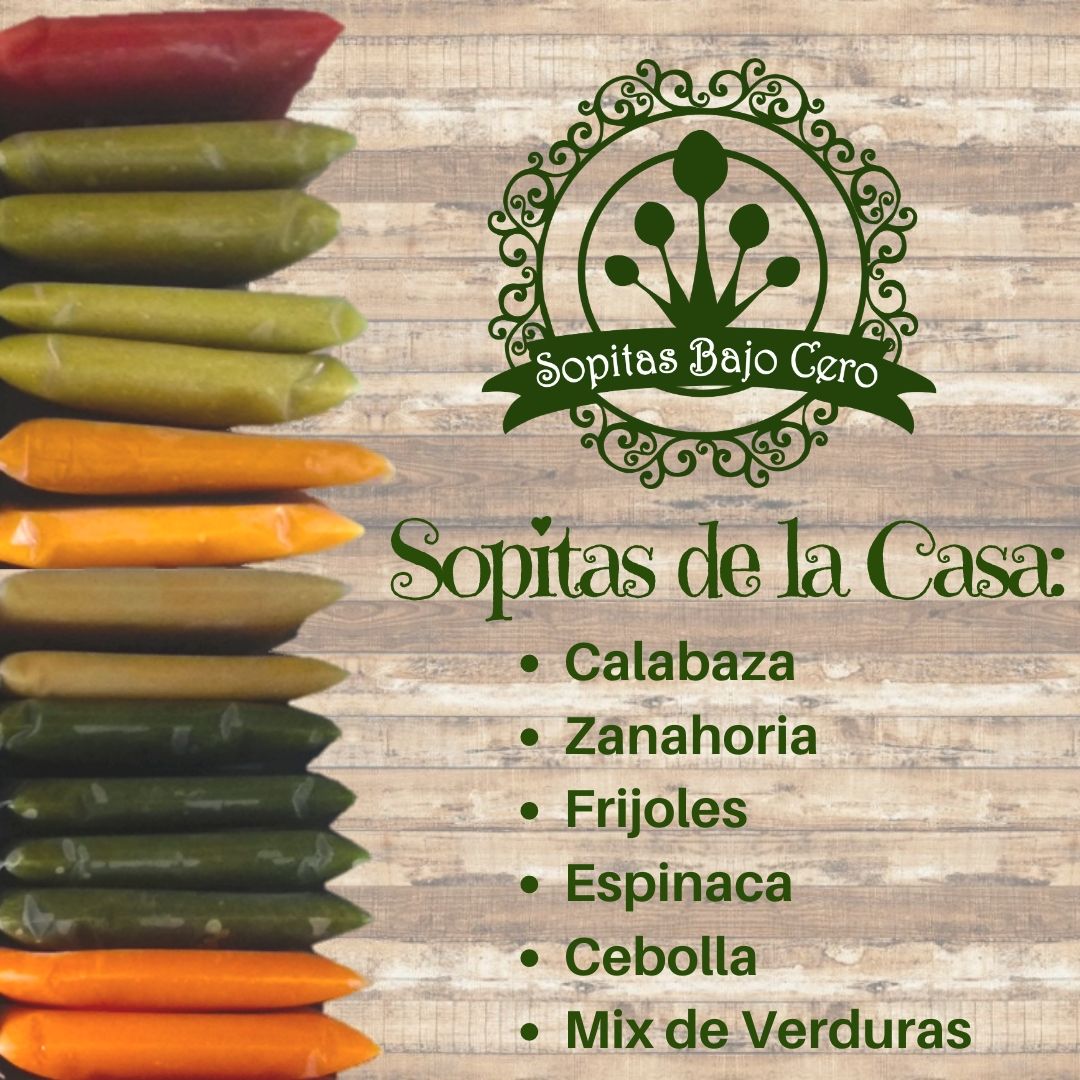 Sopitas Bajo Cero
Sopitas de la Casa:
• Calabaza
• Zanahoria
• Frijoles
• Espinaca
• Cebolla
• Mix de Verduras